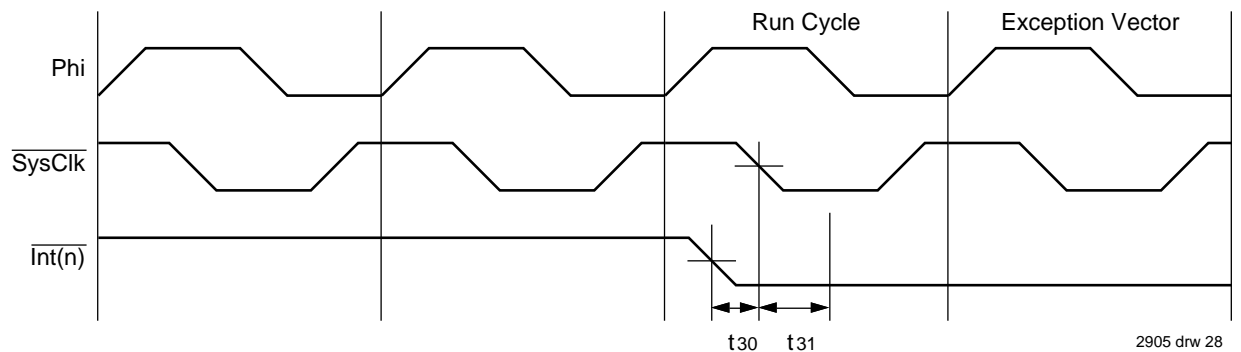 Run Cycle Exception Vector
Phi
SysClk
Int(n)
t30 t31
2905 drw 28